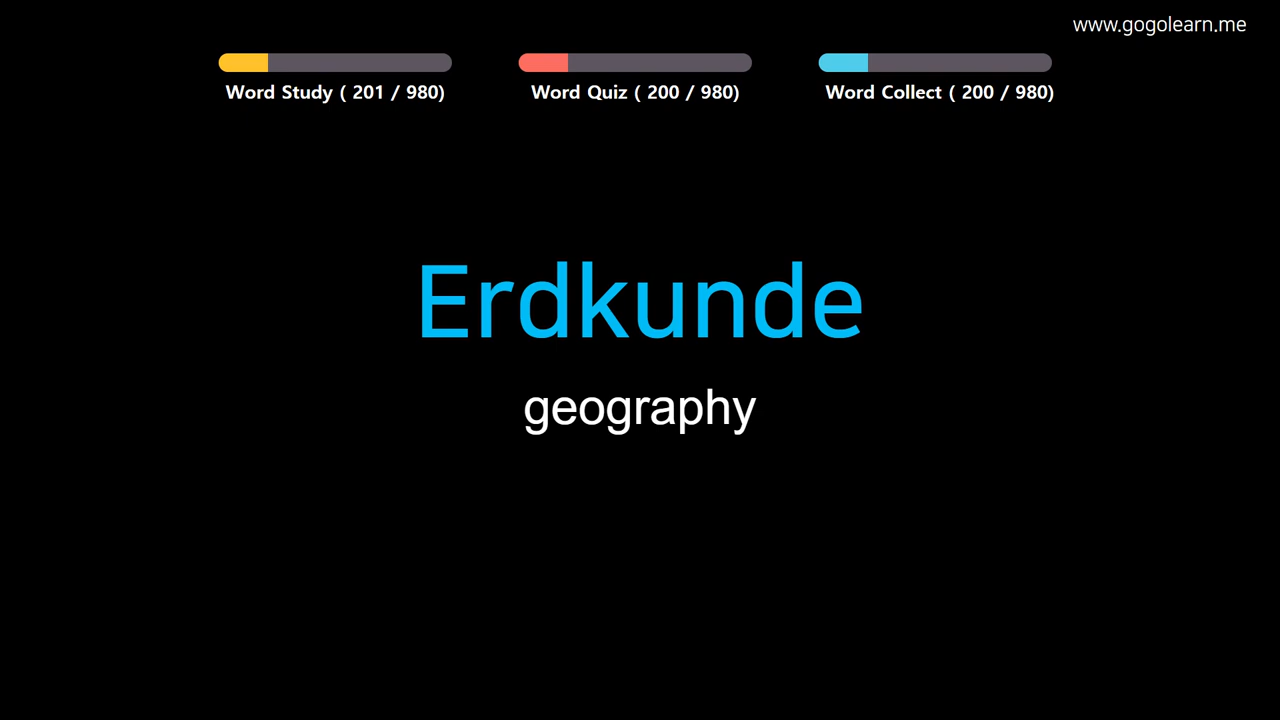 www.gogolearn.me
Word Study ( 201 / 980)
Word Quiz ( 200 / 980)
Word Collect ( 200 / 980)
Erdkunde
geography